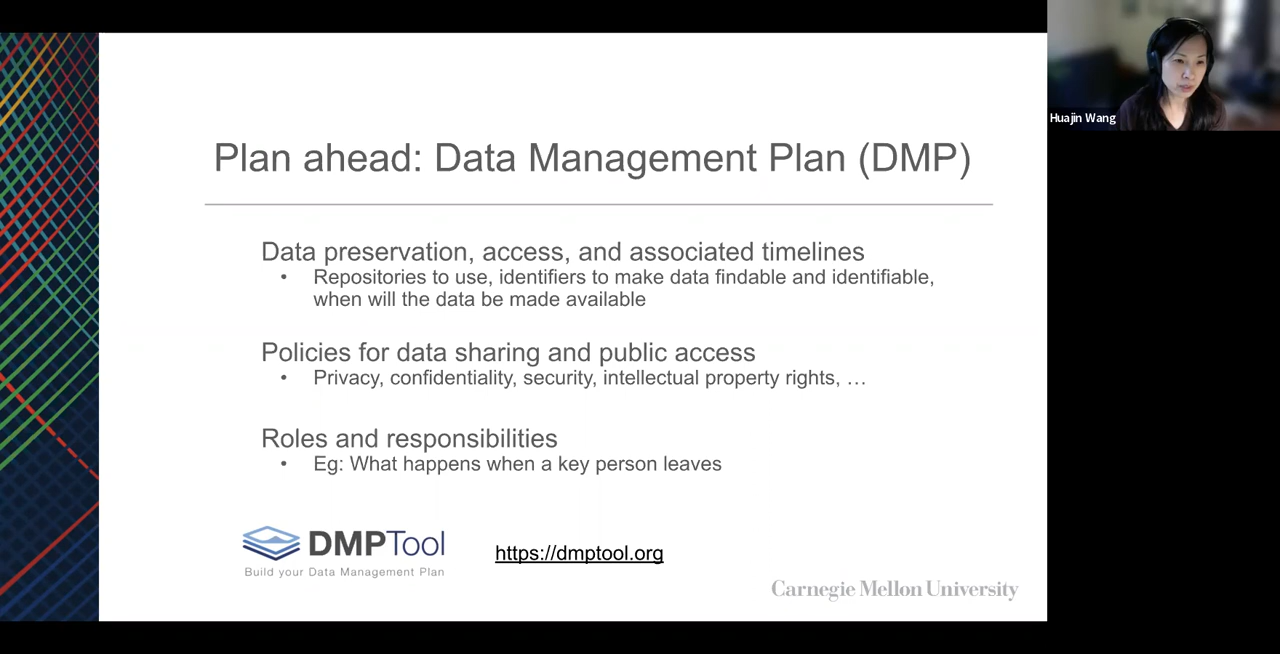 Plan ahead: Data Management Plan (DMP)
Huajin Wang
Data preservation, access, and associated timelines
• Repositories to use, identifiers to make data findable and identifiable,
when will the data be made available
Policies for data sharing and public access
• Privacy, confidentiality, security, intellectual property rights, …
Roles and responsibilities
• Eg: What happens when a key person leaves
DMPTool
Build your Data Management Plan
https://dmptool.org
Carnegie Mellon University